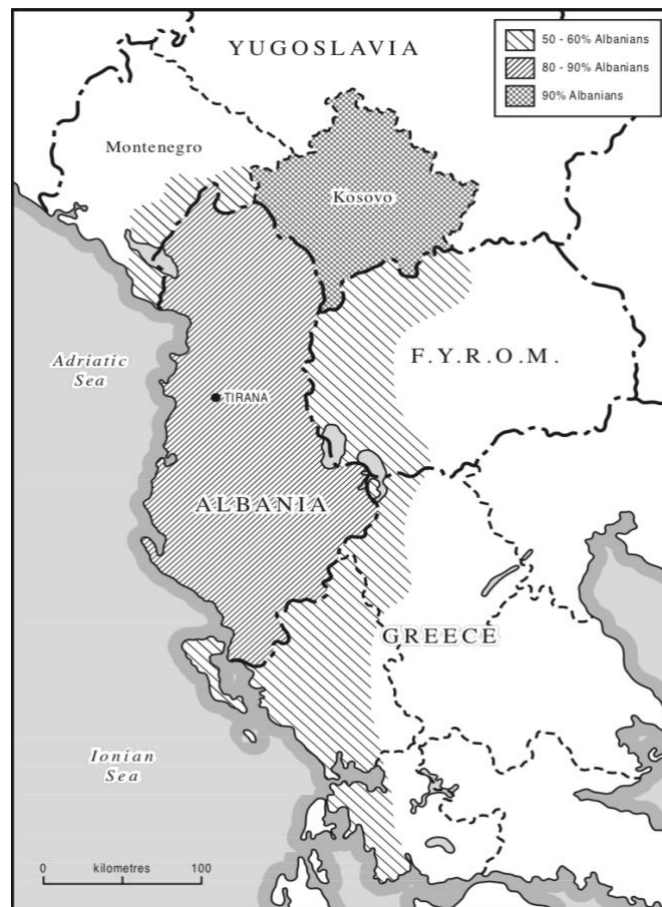 YUGOSLAVIA
50 - 60% Albanians
80 - 90% Albanians
90% Albanians
Montenegro
Kosovo
Adriatic
Sea
F.Y.R.O.M.
TIRANA
ALBANIA
GREECE
Ionian
Sea
0 kilometres 100